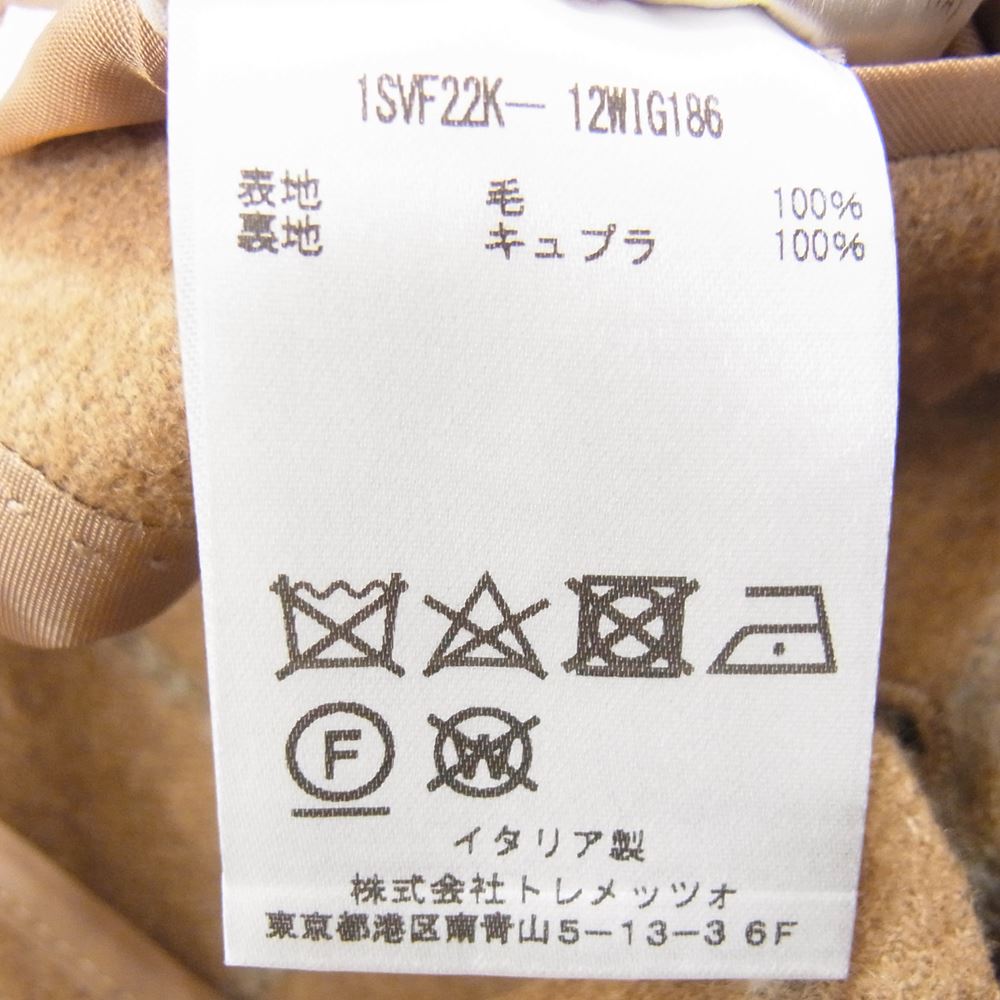 1SVF22K— 12WIG186
表地 毛 100%
裏地 キュプラ 100%
F W
イタリア製
株式会社トレメッツォ
東京都港区南青山5-13-3 6F